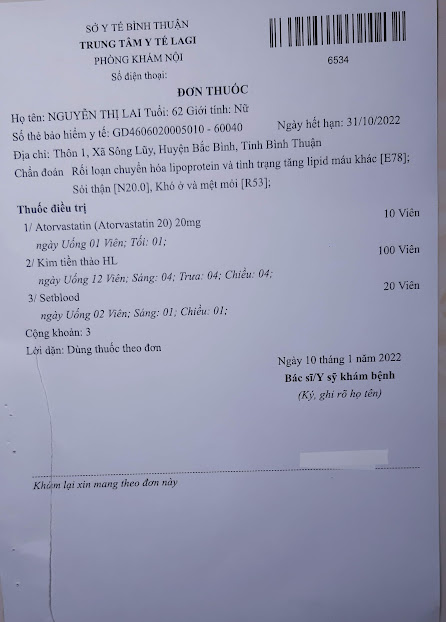 SỞ Y TẾ BÌNH THUẬN
TRUNG TÂM Y TẾ LAGI
PHÒNG KHÁM NỘI
Số điện thoại:
6534
ĐƠN THUỐC
Họ tên: NGUYỄN THỊ LAI Tuổi: 62 Giới tính: Nữ
Số thẻ bảo hiểm y tế: GD4606020005010 - 60040 Ngày hết hạn: 31/10/2022
Địa chỉ: Thôn 1, Xã Sông Lũy, Huyện Bắc Bình, Tỉnh Bình Thuận
Chẩn đoán Rối loạn chuyển hóa lipoprotein và tình trạng tăng lipid máu khác [E78];
Sỏi thận [N20.0], Khó ở và mệt mỏi [R53];
Thuốc điều trị
1/ Atorvastatin (Atorvastatin 20) 20mg 10 Viên
ngày Uống 01 Viên; Tối: 01;
2/ Kim tiền thảo HL 100 Viên
ngày Uống 12 Viên; Sáng: 04; Trưa: 04; Chiều: 04;
3/ Setblood 20 Viên
ngày Uống 02 Viên; Sáng: 01; Chiều: 01;
Cộng khoản: 3
Lời dặn: Dùng thuốc theo đơn
Ngày 10 tháng 1 năm 2022
Bác sĩ/Y sỹ khám bệnh
(Ký, ghi rõ họ tên)
Khám lại xin mang theo đơn này